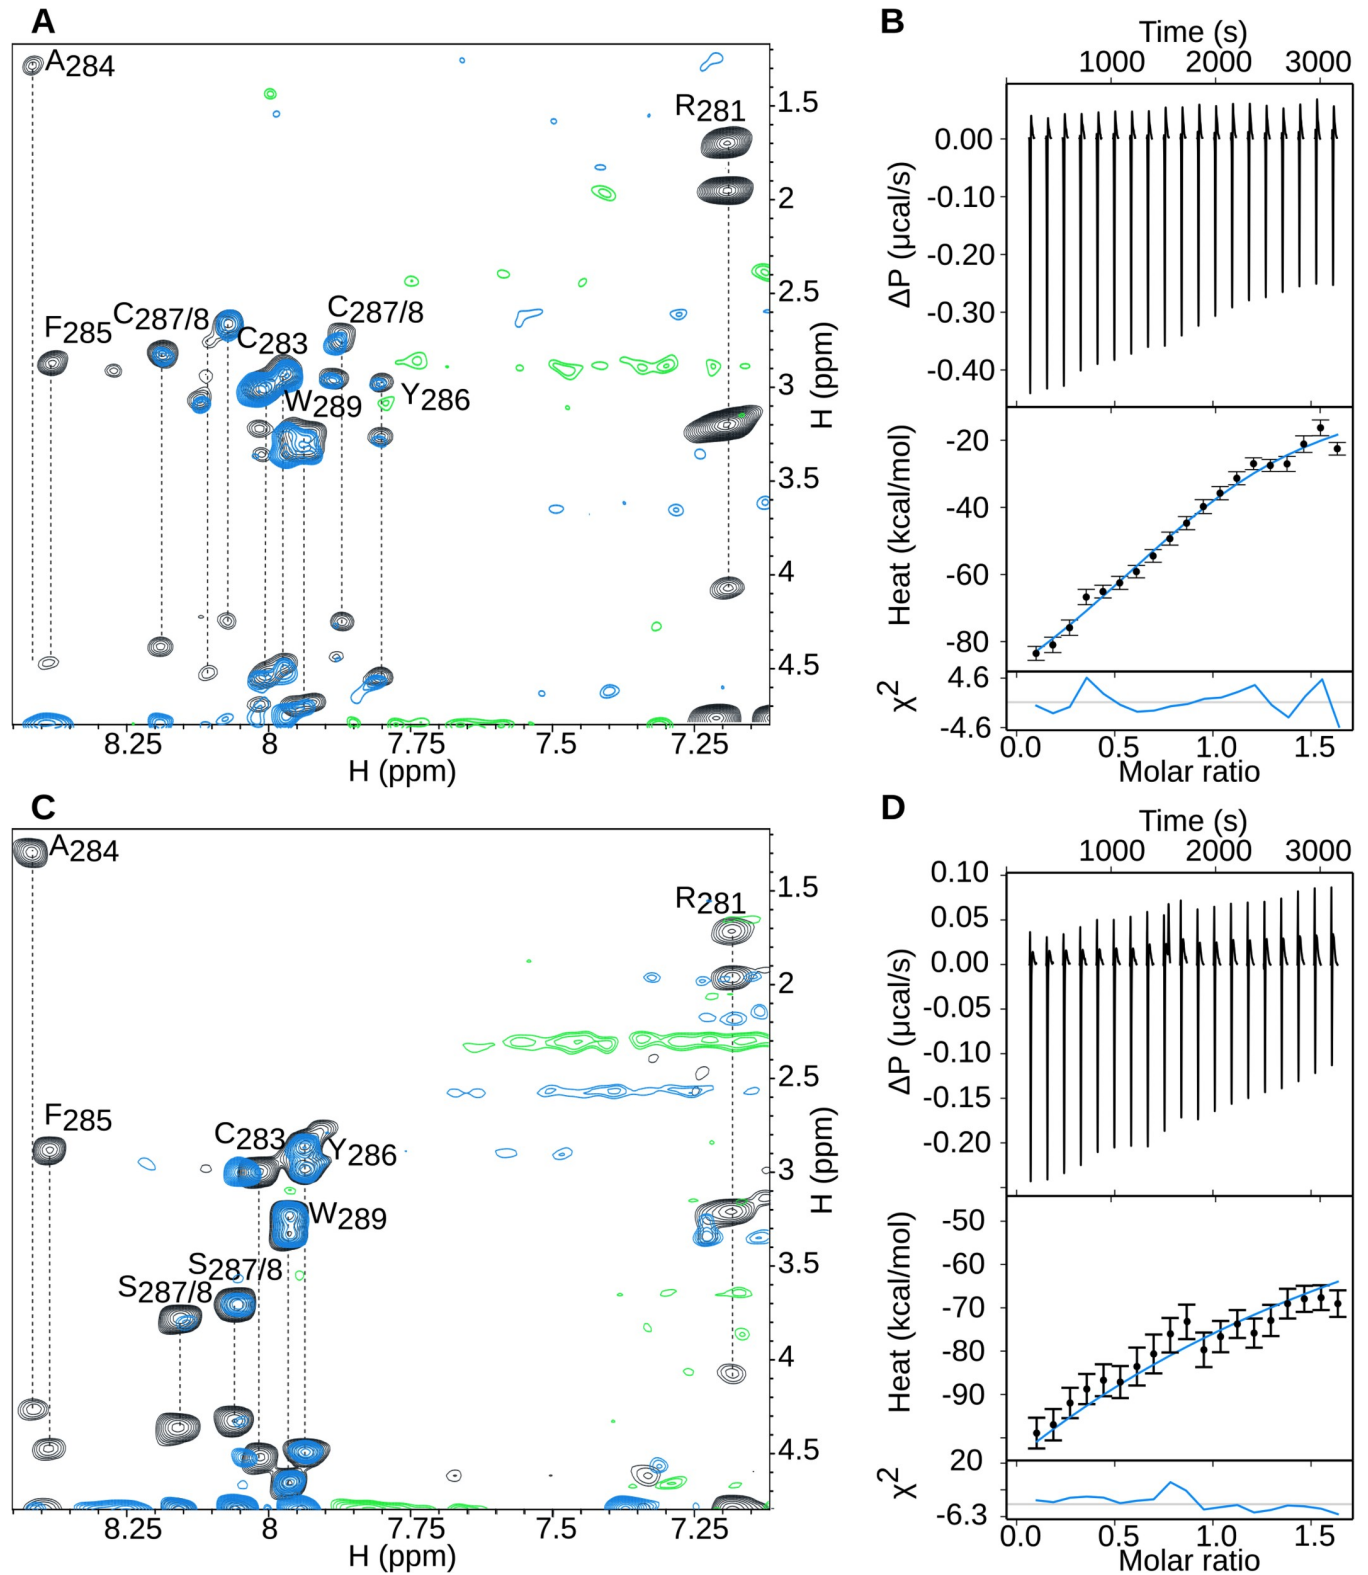 A
A284
R281
F285
C287/8
C283
C287/8
W289
Y286
1.5
2
2.5
3
3.5
4
4.5
H (ppm)
8.25
8
7.75
7.5
7.25
H (ppm)
B
Time (s)
1000
2000
3000
0.00
-0.10
-0.20
-0.30
-0.40
ΔP (µcal/s)
-20
-40
-60
-80
Heat (kcal/mol)
4.6
-4.6
χ2
0.0
0.5
1.0
1.5
Molar ratio
C
A284
R281
F285
C283
Y286
W289
S287/8
S287/8
1.5
2
2.5
3
3.5
4
4.5
H (ppm)
8.25
8
7.75
7.5
7.25
H (ppm)
D
Time (s)
1000
2000
3000
0.10
0.05
0.00
-0.05
-0.10
-0.15
-0.20
ΔP (µcal/s)
-50
-60
-70
-80
-90
Heat (kcal/mol)
20
-6.3
χ2
0.0
0.5
1.0
1.5
Molar ratio